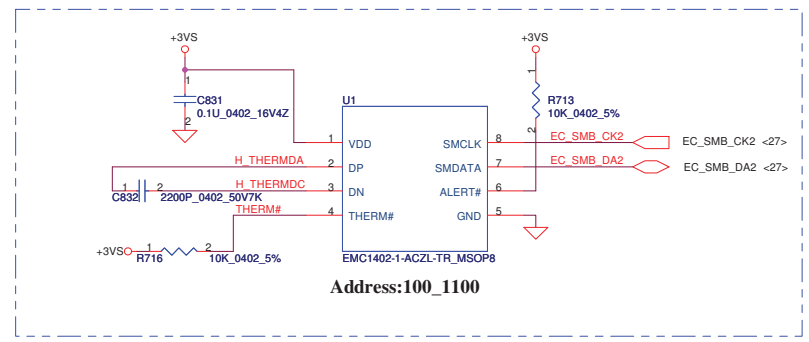 +3VS
+3VS
1
C831
0.1U_0402_16V4Z
2
1
R713
10K_0402_5%
2
U1
1 VDD
SMCLK 8
EC_SMB_CK2
EC_SMB_CK2 <27>
H_THERMDA
2 DP
SMDATA 7
EC_SMB_DA2
EC_SMB_DA2 <27>
1 2
C832
2200P_0402_50V7K
H_THERMDC
3 DN
ALERT# 6
THERM#
4 THERM#
GND 5
+3VS
1 2
R716
10K_0402_5%
EMC1402-1-ACZL-TR_MSOP8
Address:100_1100